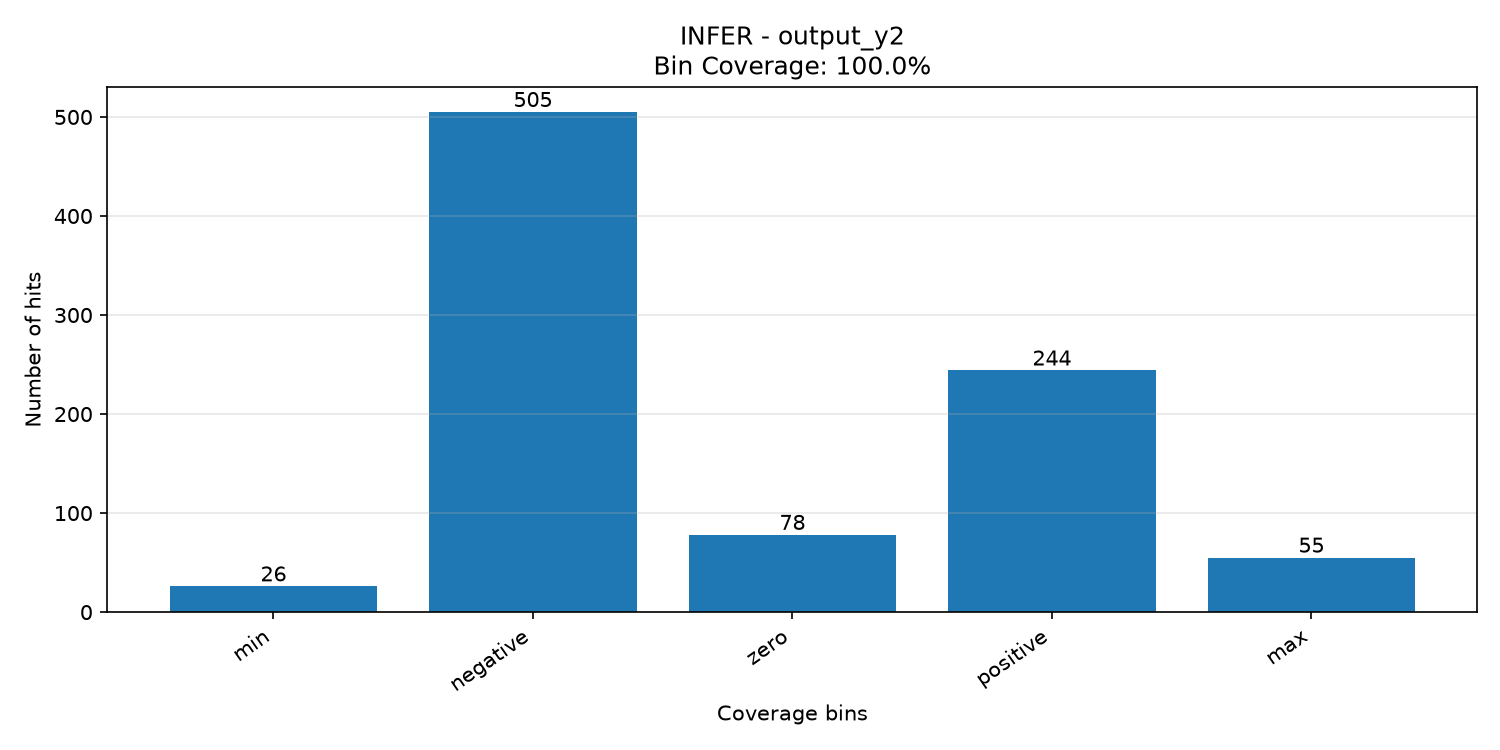 INFER - output_y2
Bin Coverage: 100.0%
Number of hits
500
400
300
200
100
0
26
505
78
244
55
min
negative
zero
positive
max
Coverage bins